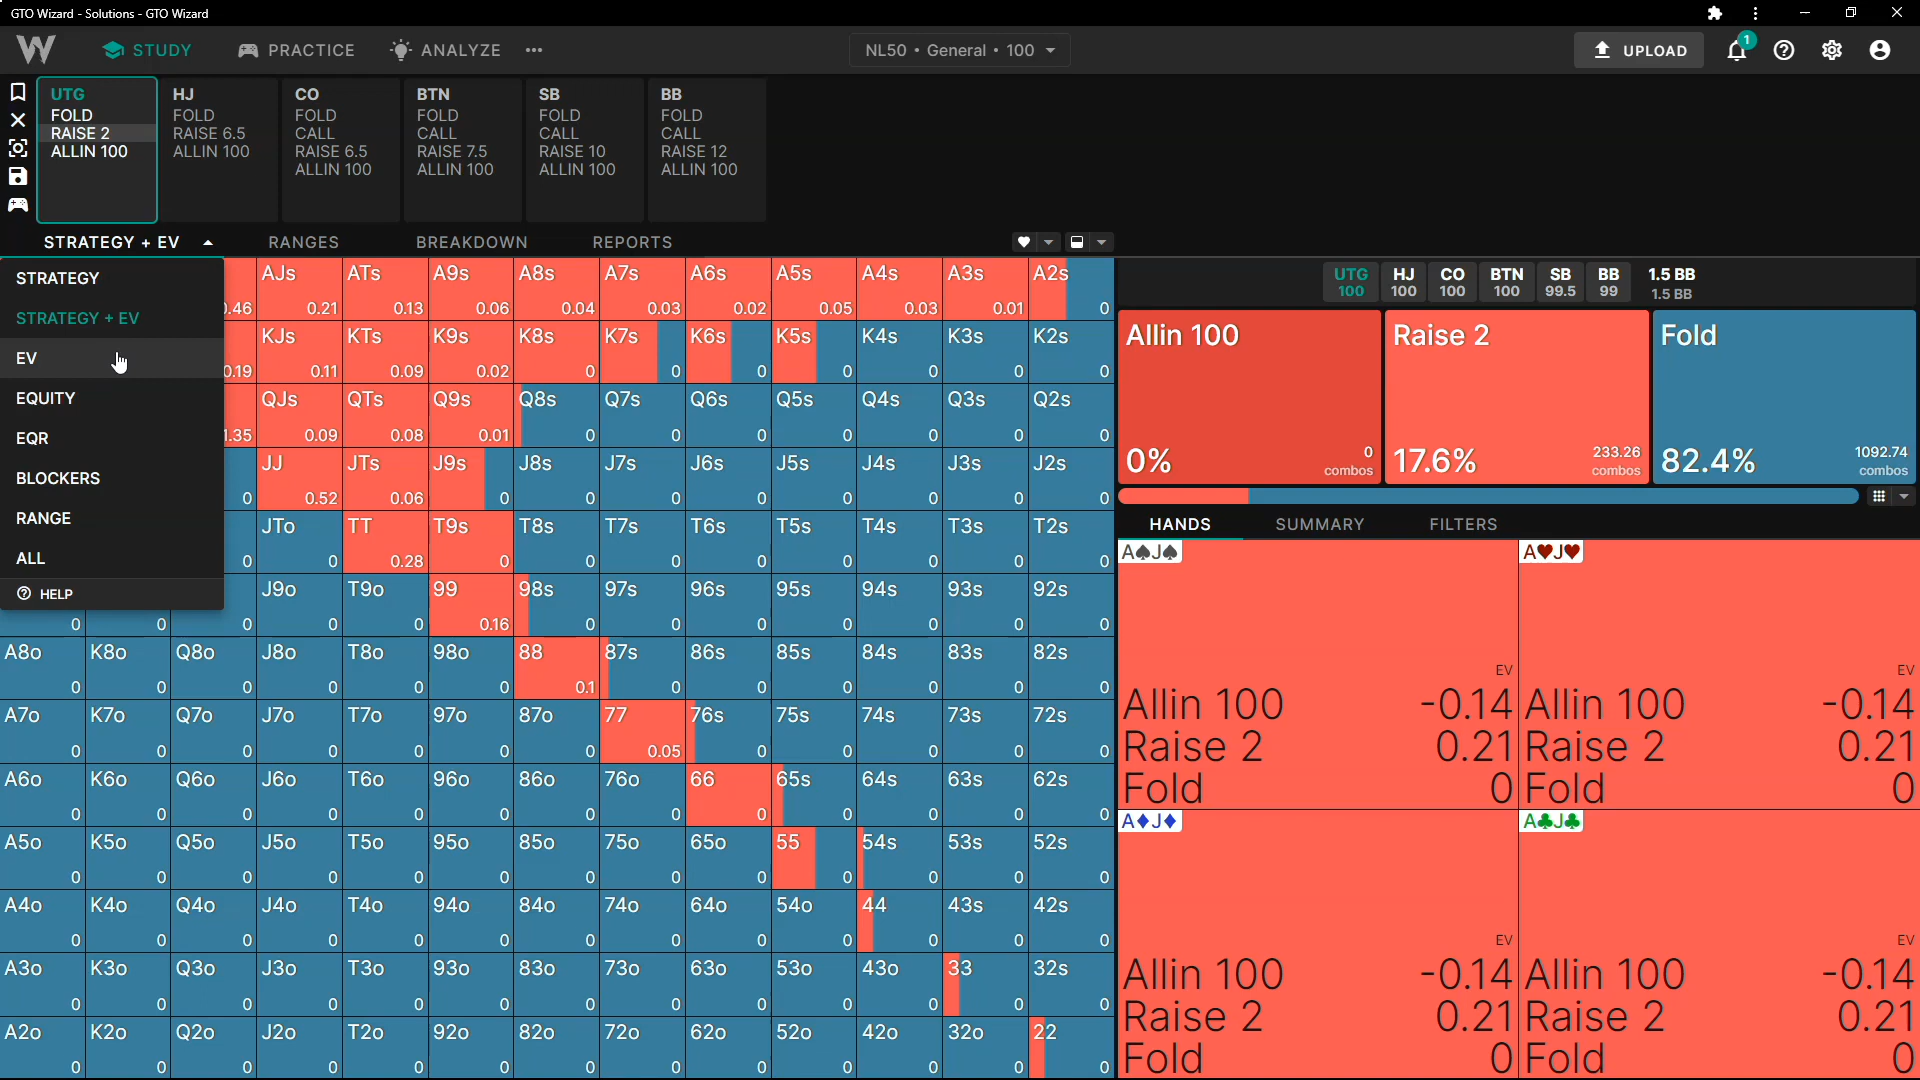 GTO Wizard - Solutions - GTO Wizard
STUDY PRACTICE ANALYZE NL50 • General • 100 UPLOAD 1
UTG HJ CO BTN SB BB
FOLD FOLD FOLD FOLD FOLD FOLD
RAISE 2 RAISE 6.5 CALL CALL CALL CALL
ALLIN 100 ALLIN 100 RAISE 6.5 RAISE 7.5 RAISE 10 RAISE 12
ALLIN 100 ALLIN 100 ALLIN 100 ALLIN 100
STRATEGY + EV RANGES BREAKDOWN REPORTS
STRATEGY
STRATEGY + EV
EV
EQUITY
EQR
BLOCKERS
RANGE
ALL
HELP
AJs ATs A9s A8s A7s A6s A5s A4s A3s A2s
0.21 0.13 0.06 0.04 0.03 0.02 0.05 0.03 0.01 0
KJs KTs K9s K8s K7s K6s K5s K4s K3s K2s
0.19 0.11 0.09 0.02 0 0 0 0 0 0 0
QJs QTs Q9s Q8s Q7s Q6s Q5s Q4s Q3s Q2s
1.35 0.09 0.08 0.01 0 0 0 0 0 0 0
JJ JTs J9s J8s J7s J6s J5s J4s J3s J2s
0 0.52 0.06 0 0 0 0 0 0 0 0
JTo TT T9s T8s T7s T6s T5s T4s T3s T2s
0 0 0.28 0 0 0 0 0 0 0 0
J9o T9o 99 98s 97s 96s 95s 94s 93s 92s
0 0 0 0 0 0.16 0 0 0 0 0 0 0
A8o K8o Q8o J8o T8o 98o 88 87s 86s 85s 84s 83s 82s
0 0 0 0 0 0 0.1 0 0 0 0 0 0
A7o K7o Q7o J7o T7o 97o 87o 77 76s 75s 74s 73s 72s
0 0 0 0 0 0 0 0.05 0 0 0 0 0
A6o K6o Q6o J6o T6o 96o 86o 76o 66 65s 64s 63s 62s
0 0 0 0 0 0 0 0 0 0 0 0 0
A5o K5o Q5o J5o T5o 95o 85o 75o 65o 55 54s 53s 52s
0 0 0 0 0 0 0 0 0 0 0 0 0
A4o K4o Q4o J4o T4o 94o 84o 74o 64o 54o 44 43s 42s
0 0 0 0 0 0 0 0 0 0 0 0 0
A3o K3o Q3o J3o T3o 93o 83o 73o 63o 53o 43o 33 32s
0 0 0 0 0 0 0 0 0 0 0 0 0
A2o K2o Q2o J2o T2o 92o 82o 72o 62o 52o 42o 32o 22
0 0 0 0 0 0 0 0 0 0 0 0 0
UTG HJ CO BTN SB BB 1.5 BB
100 100 100 100 99.5 99 1.5 BB
Allin 100 Raise 2 Fold
0% 0 combos 17.6% 233.26 combos 82.4% 1092.74 combos
HANDS SUMMARY FILTERS
A♠J♠ A♥J♥
EV EV
Allin 100 -0.14 Allin 100 -0.14
Raise 2 0.21 Raise 2 0.21
Fold 0 Fold 0
A♦J♦ A♣J♣
EV EV
Allin 100 -0.14 Allin 100 -0.14
Raise 2 0.21 Raise 2 0.21
Fold 0 Fold 0